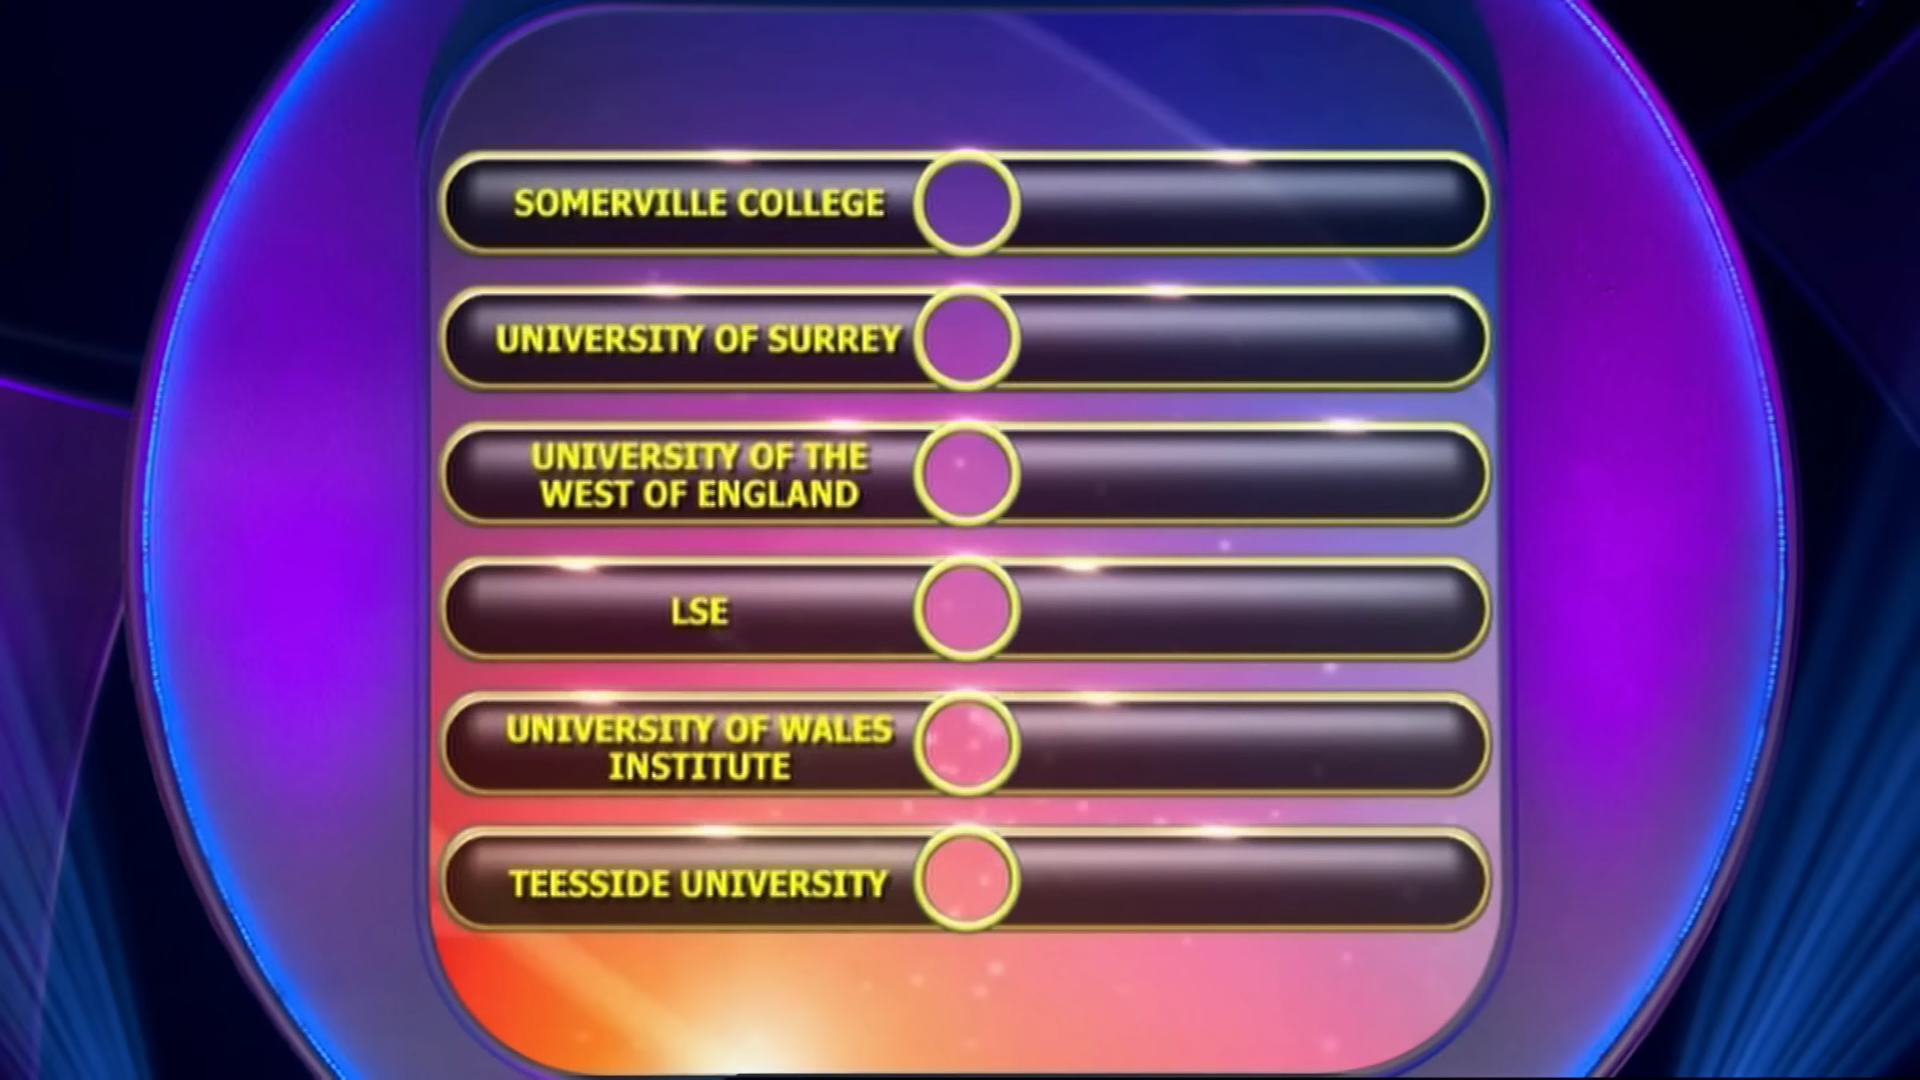 SOMERVILLE COLLEGE
UNIVERSITY OF SURREY
UNIVERSITY OF THE
WEST OF ENGLAND
LSE
UNIVERSITY OF WALES
INSTITUTE
TEESSIDE UNIVERSITY